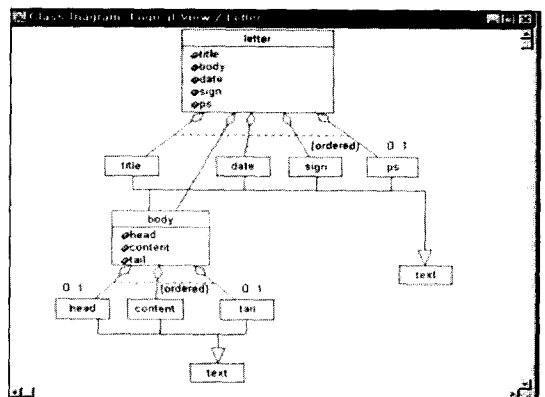 Class Diagram: Logical View / Letter
letter
title
body
date
sign
ps
{ordered} 0 1
title date sign ps
body
head
content
tail
text
0 1 {ordered} 0 1
head content tail
text